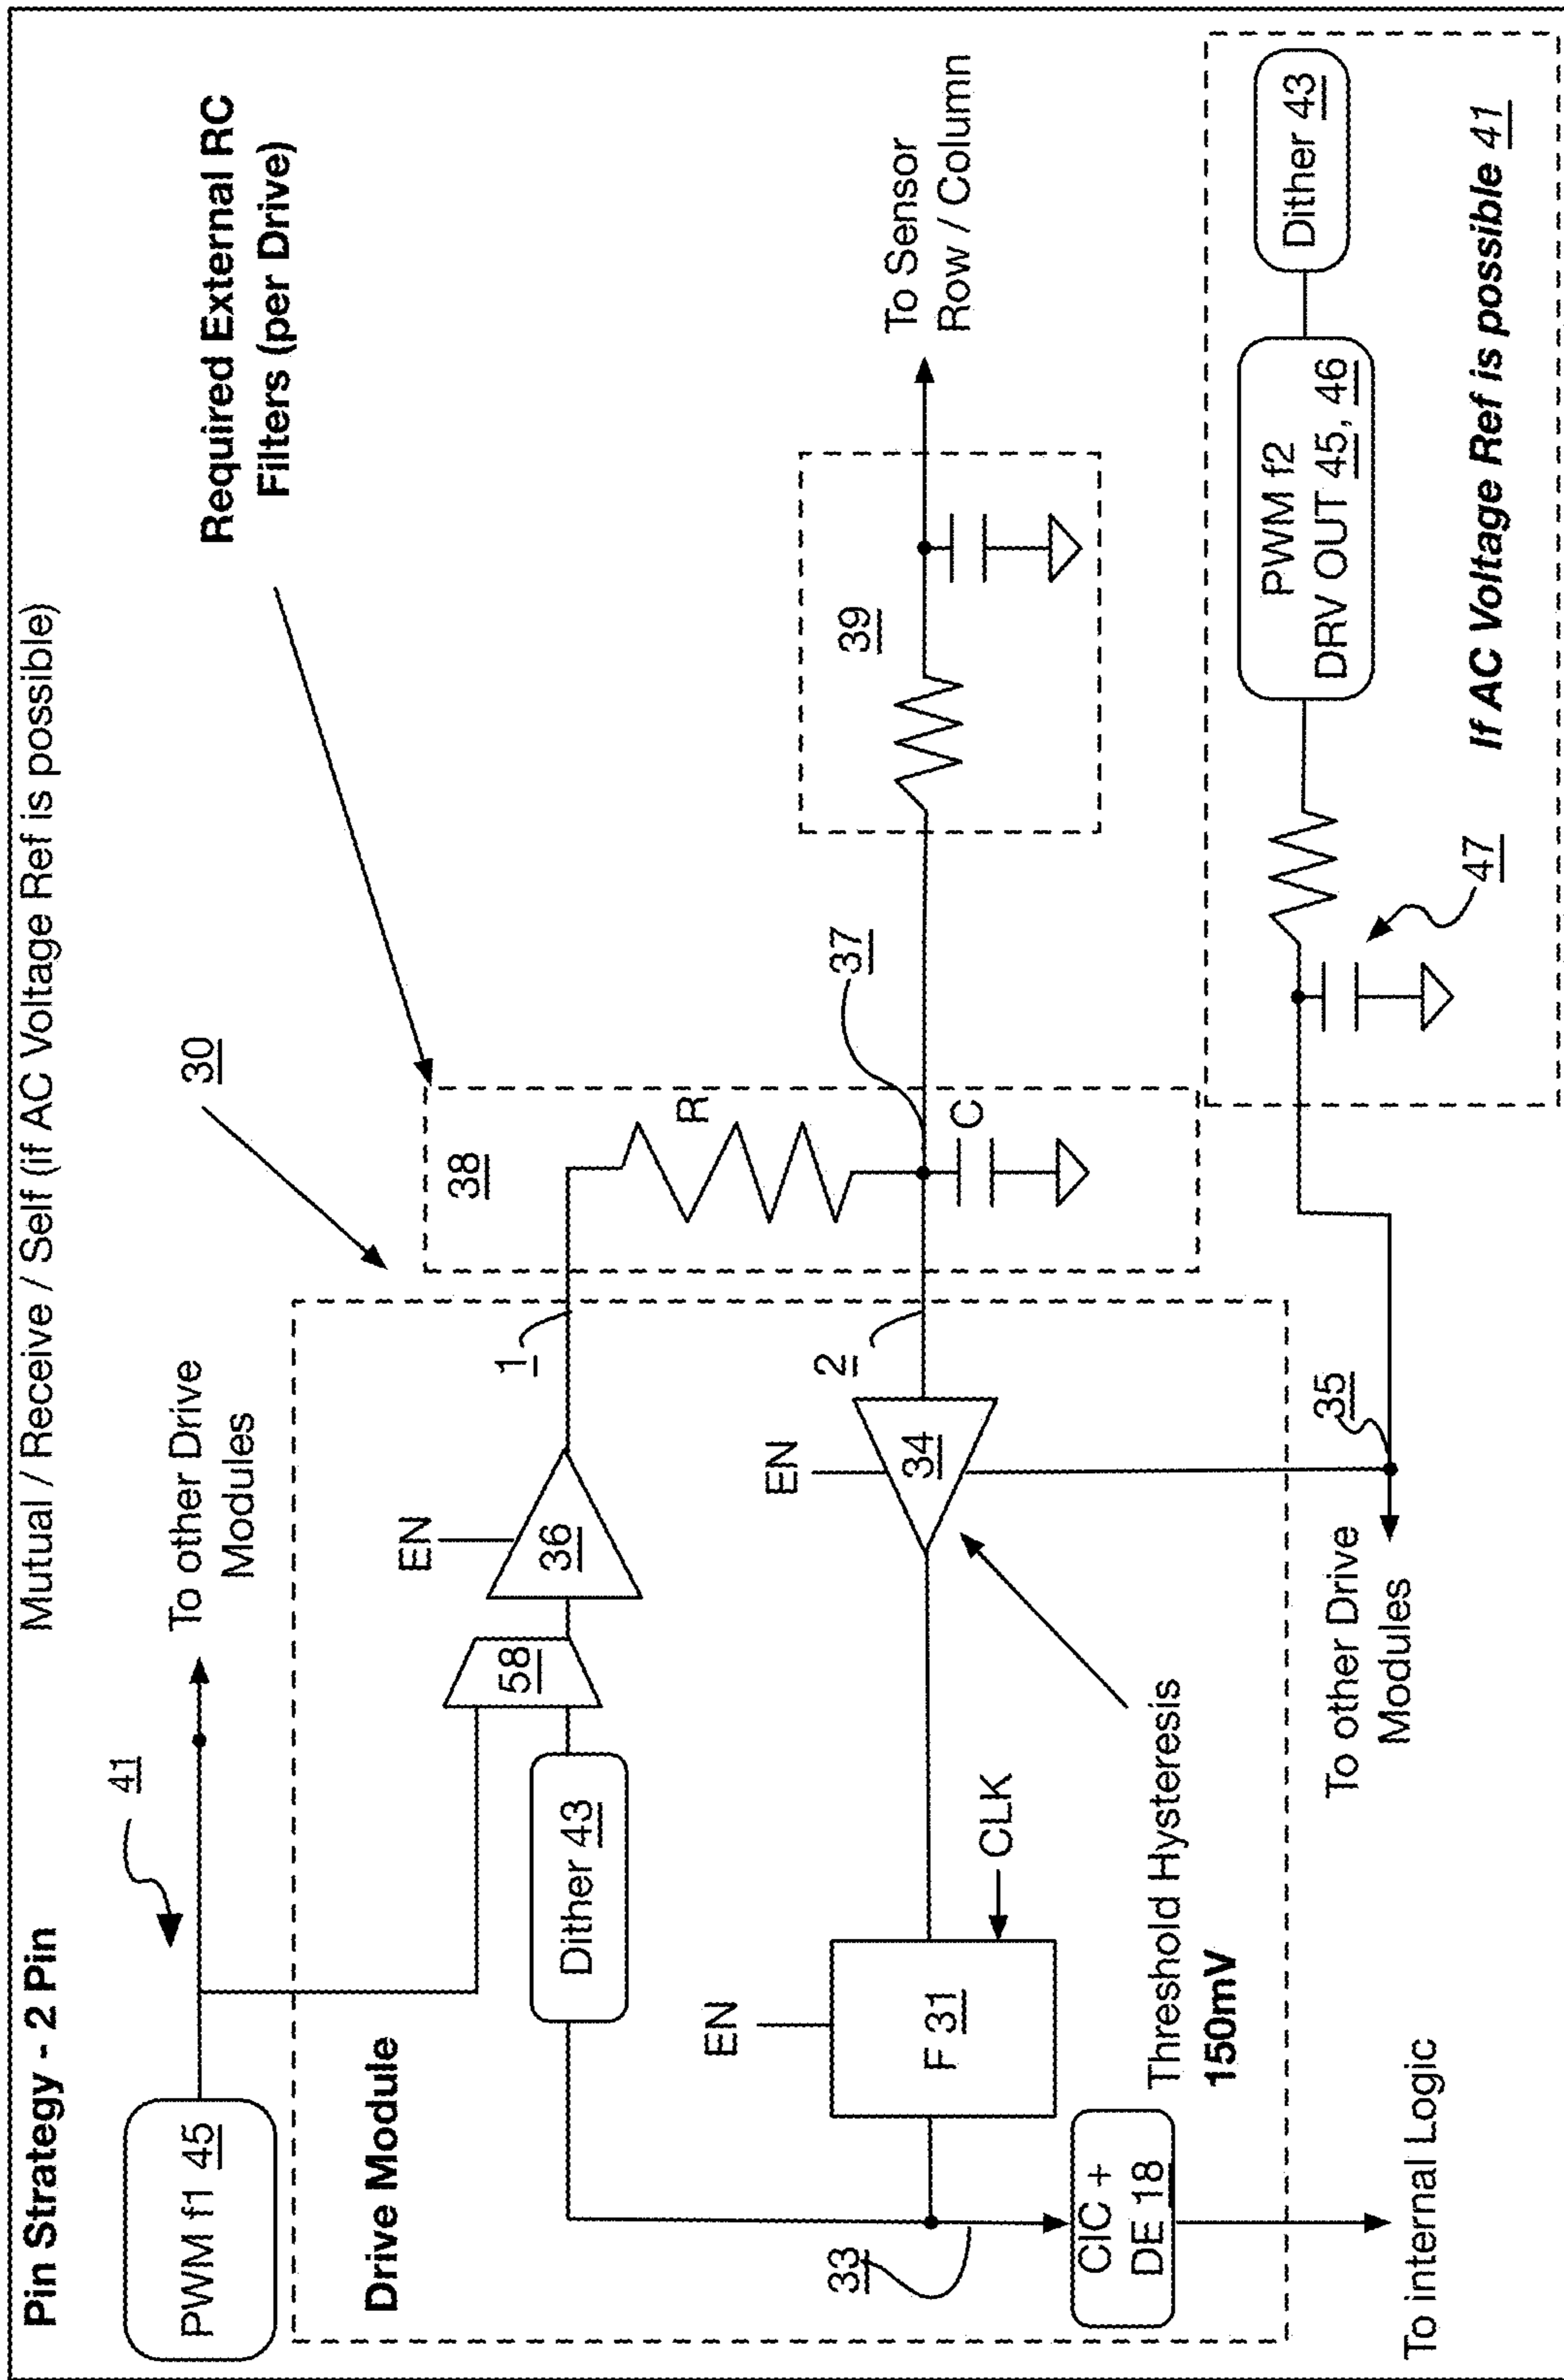 Pin Strategy - 2 Pin
Mutual / Receive / Self (if AC Voltage Ref is possible)
PWM f1 45
41
To other Drive
Modules
30
Required External RC
Filters (per Drive)
Drive Module
Dither 43
58
EN
36
1
38
R
37
C
39
To Sensor
Row / Column
EN
F 31
CLK
EN
34
2
33
CIC +
DE 18
Threshold Hysteresis
150mV
35
To other Drive
Modules
To internal Logic
47
PWM f2
DRV OUT 45, 46
Dither 43
If AC Voltage Ref is possible 41